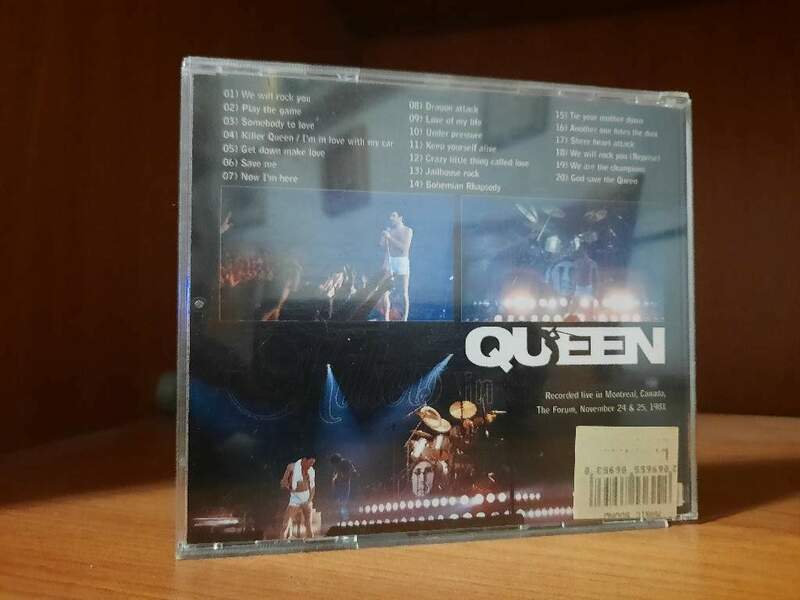 01) We will rock you
02) Play the game
03) Somebody to love
04) Killer Queen / I'm in love with my car
05) Get down make love
06) Save me
07) Now I'm here
08) Dragon attack
09) Love of my life
10) Under pressure
11) Keep yourself alive
12) Crazy little thing called love
13) Jailhouse rock
14) Bohemian Rhapsody
15) Tie your mother down
16) Another one bites the dust
17) Sheer heart attack
18) We will rock you (Reprise)
19) We are the champions
20) God save the Queen
QUEEN
Recorded live in Montreal, Canada,
The Forum, November 24 & 25, 1981